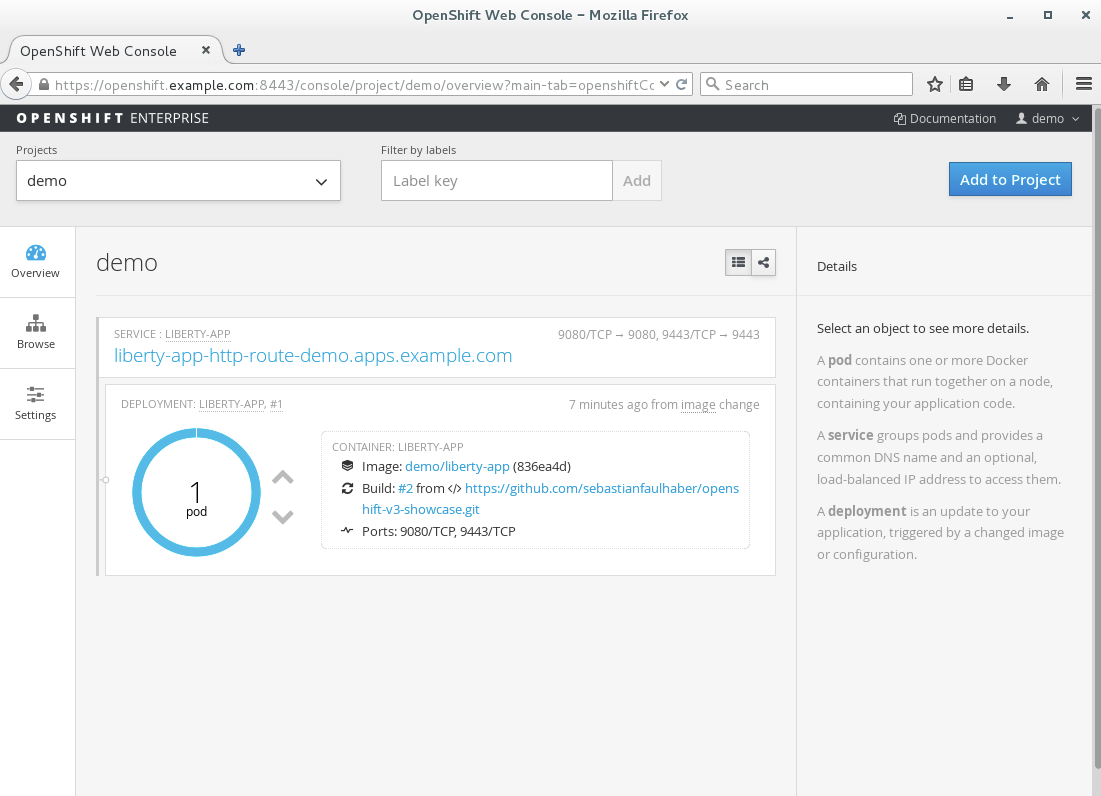 OpenShift Web Console – Mozilla Firefox
OpenShift Web Console
https://openshift.example.com:8443/console/project/demo/overview?main-tab=openshiftCc
Search
OPENSHIFT ENTERPRISE
Documentation
demo
Projects
Filter by labels
demo
Label key
Add
Add to Project
Overview
Browse
Settings
demo
SERVICE : LIBERTY-APP
9080/TCP → 9080, 9443/TCP → 9443
liberty-app-http-route-demo.apps.example.com
DEPLOYMENT: LIBERTY-APP, #1
7 minutes ago from image change
1
pod
CONTAINER: LIBERTY-APP
Image: demo/liberty-app (836ea4d)
Build: #2 from </> https://github.com/sebastianfaulhaber/opens
hift-v3-showcase.git
Ports: 9080/TCP, 9443/TCP
Details
Select an object to see more details.
A pod contains one or more Docker
containers that run together on a node,
containing your application code.
A service groups pods and provides a
common DNS name and an optional,
load-balanced IP address to access them.
A deployment is an update to your
application, triggered by a changed image
or configuration.